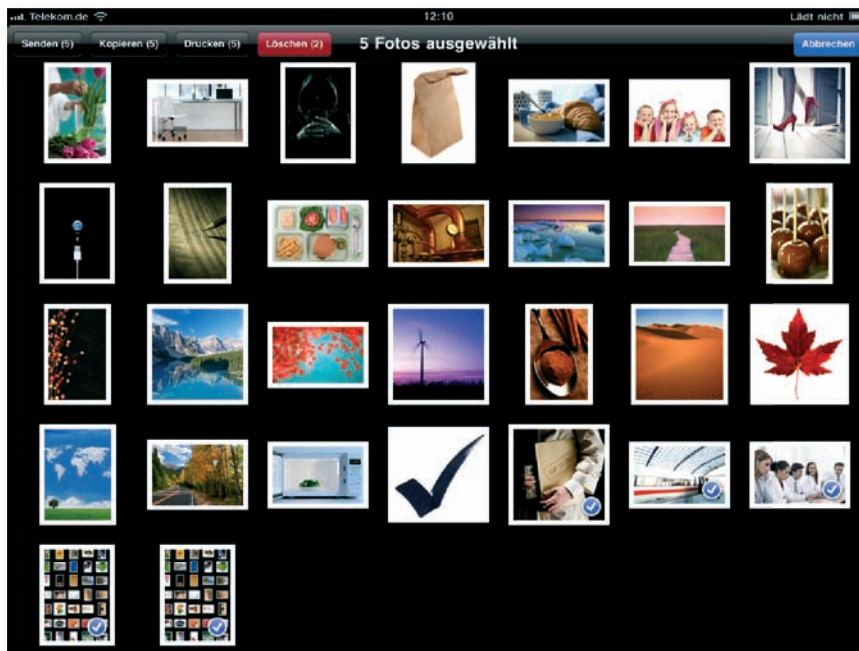 Telekom.de 12:10 Lädt nicht
Senden (5) Kopieren (5) Drucken (5) Löschen (2) 5 Fotos ausgewählt Abbrechen